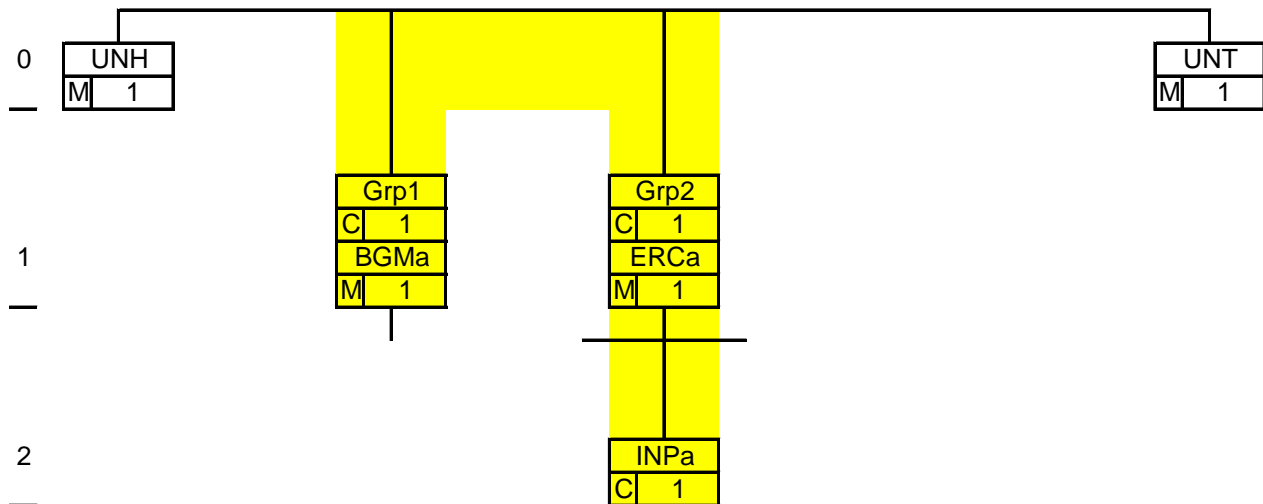 0 UNH UNT
M 1 M 1
Grp1 Grp2
C 1 C 1
1 BGMa ERCa
M 1 M 1
2 INPa
C 1